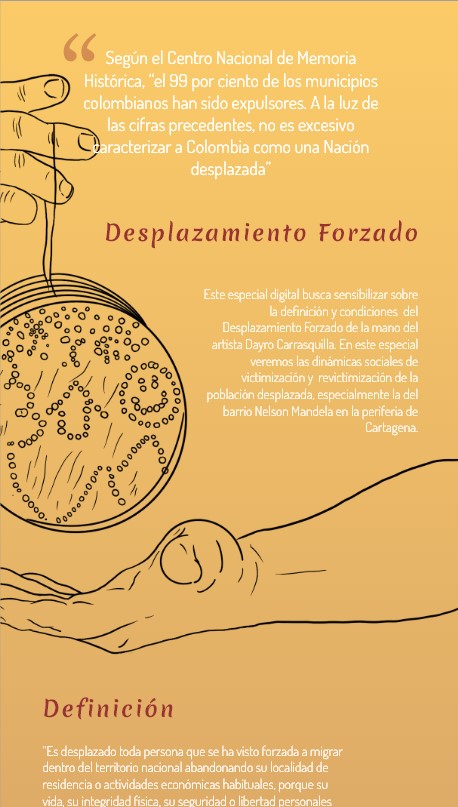 “ Según el Centro Nacional de Memoria
Histórica, “el 99 por ciento de los municipios
colombianos han sido expulsores. A la luz de
las cifras precedentes, no es excesivo
caracterizar a Colombia como una Nación
desplazada”
Desplazamiento Forzado
Este especial digital busca sensibilizar sobre
la definición y condiciones del
Desplazamiento Forzado de la mano del
artista Dayro Carrasquilla. En este especial
veremos las dinámicas sociales de
victimización y revictimización de la
población desplazada, especialmente la del
barrio Nelson Mandela en la periferia de
Cartagena.
Definición
“Es desplazado toda persona que se ha visto forzada a migrar
dentro del territorio nacional abandonando su localidad de
residencia o actividades económicas habituales, porque su
vida, su integridad física, su seguridad o libertad personales